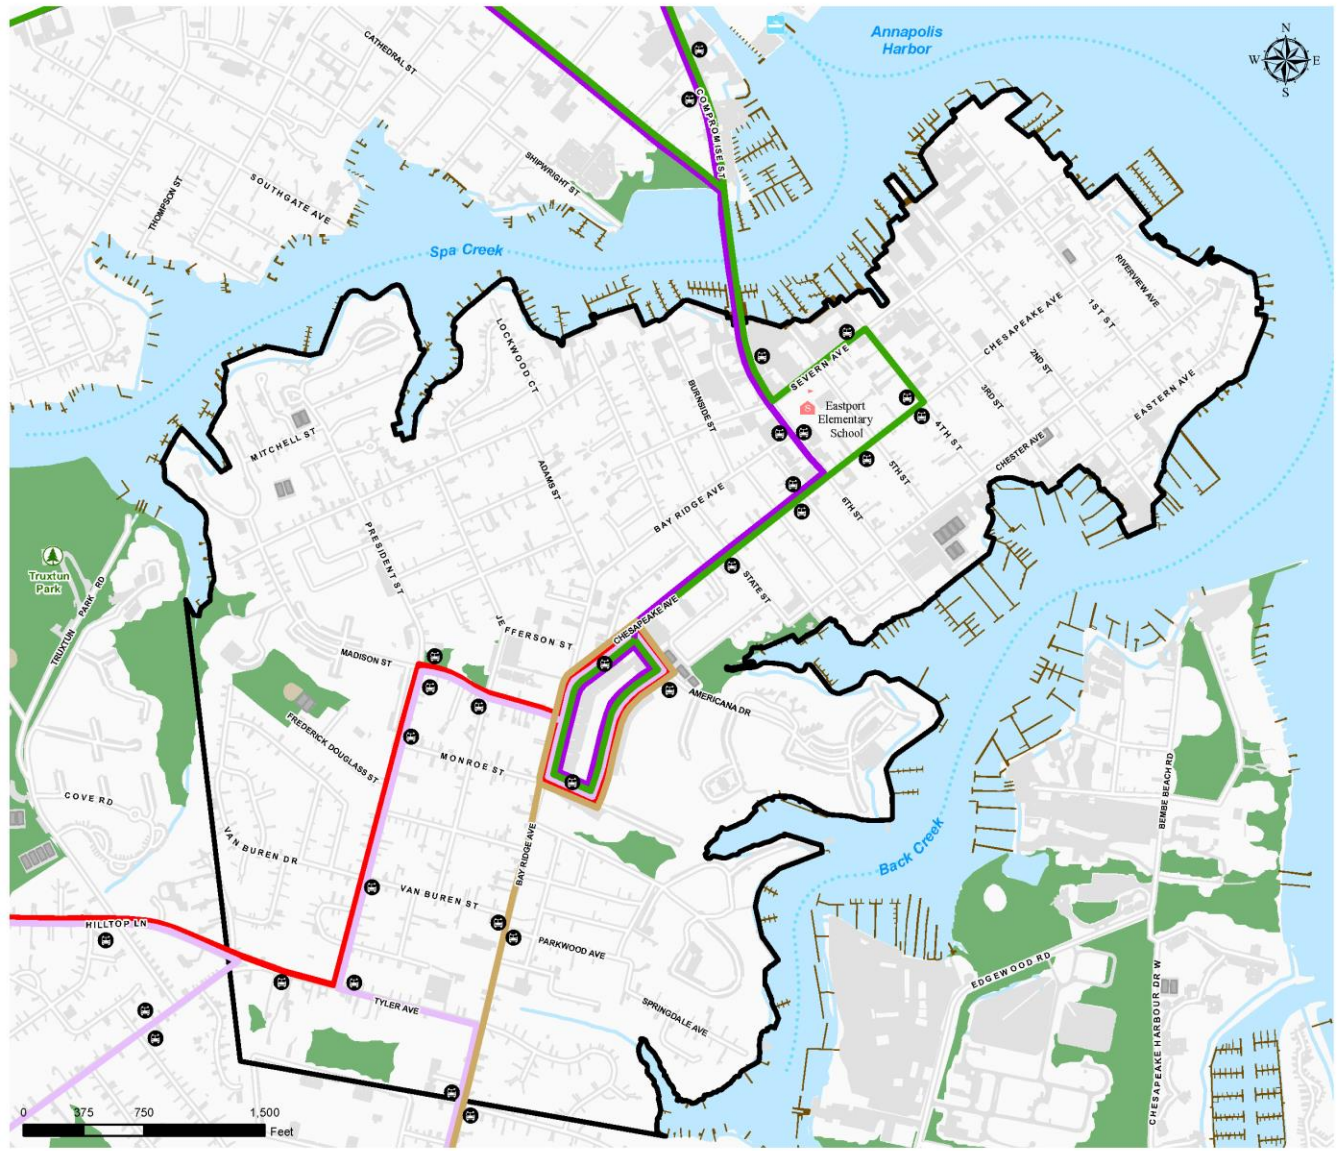 Annapolis
Harbor
N
W
E
S
CATHEDRAL ST
COMPROMISE ST
SHIPWRIGHT ST
THOMPSON ST
SOUTHGATE AVE
Spa Creek
RIVERVIEW AVE
1ST ST
CHESAPEAKE AVE
2ND ST
3RD ST
EASTERN AVE
LOCKWOOD CT
SEVERN AVE
BURNSIDE ST
S
Eastport
Elementary
School
4TH ST
CHESTER AVE
5TH ST
6TH ST
MITCHELL ST
ADAMS ST
BAY RIDGE AVE
PRESIDENT ST
STATE ST
Truxtun
Park
TRUXTUN PARK RD
JEFFERSON ST
CHESAPEAKE AVE
MADISON ST
AMERICANA DR
FREDERICK DOUGLASS ST
MONROE ST
COVE RD
VAN BUREN DR
BEMBE BEACH RD
BAY RIDGE AVE
Back Creek
VAN BUREN ST
HILLTOP LN
PARKWOOD AVE
EDGEWOOD RD
TYLER AVE
SPRINGDALE AVE
CHESAPEAKE HARBOUR DR W
0 375 750 1,500
Feet